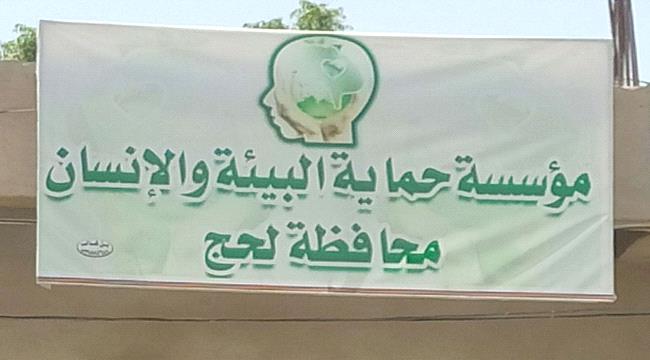 مؤسسة حماية البيئة والإنسان
محافظة لحج